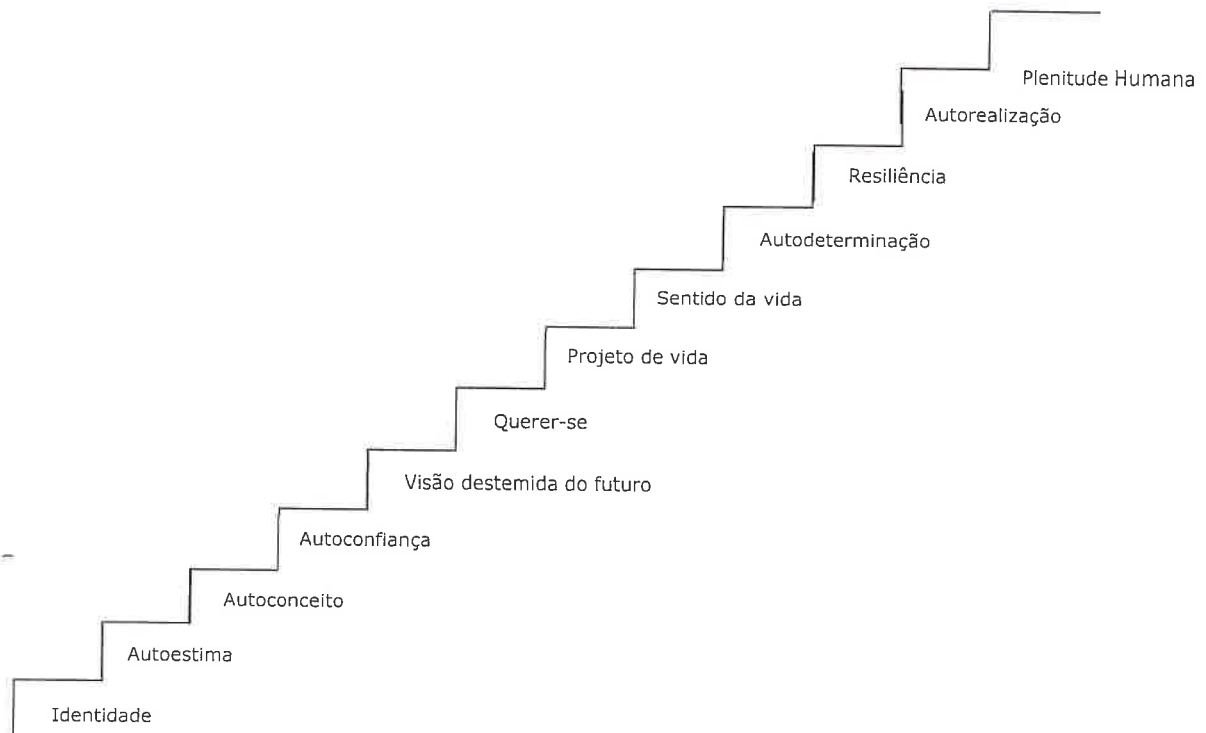 Plenitude Humana
Autorealização
Resiliência
Autodeterminação
Sentido da vida
Projeto de vida
Querer-se
Visão destemida do futuro
Autoconfiança
Autoconceito
Autoestima
Identidade